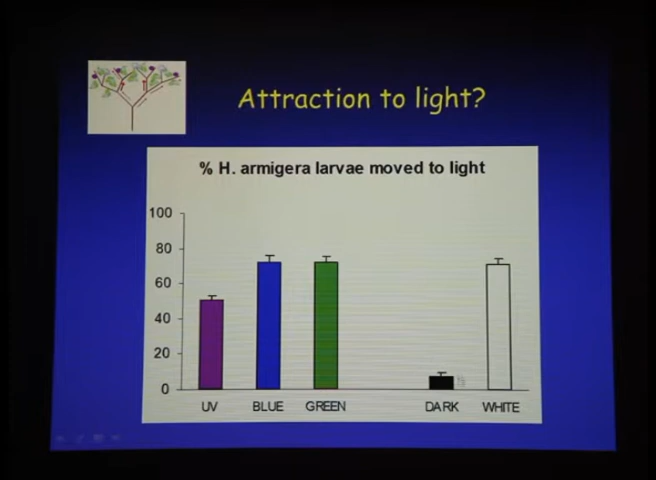 Attraction to light?
% H. armigera larvae moved to light
100
80
60
40
20
0
UV BLUE GREEN DARK WHITE